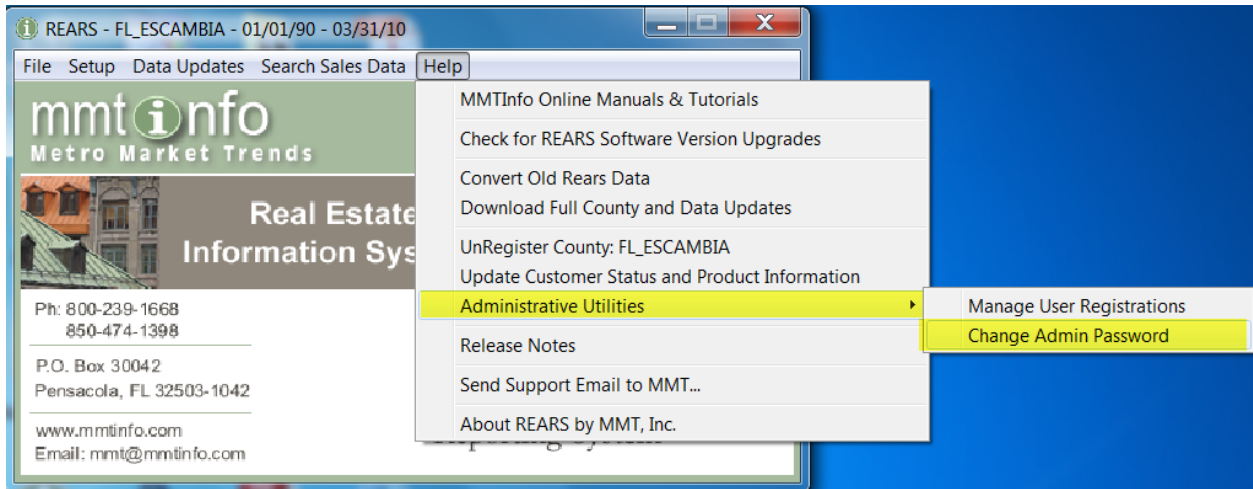 REARS - FL_ESCAMBIA - 01/01/90 - 03/31/10
File Setup Data Updates Search Sales Data Help
mmtinfo
Metro Market Trends
Real Estate
Information Sys
Ph: 800-239-1668
850-474-1398
P.O. Box 30042
Pensacola, FL 32503-1042
www.mmtinfo.com
Email: mmt@mmtinfo.com
MMTInfo Online Manuals & Tutorials
Check for REARS Software Version Upgrades
Convert Old Rears Data
Download Full County and Data Updates
UnRegister County: FL_ESCAMBIA
Update Customer Status and Product Information
Administrative Utilities
Release Notes
Send Support Email to MMT...
About REARS by MMT, Inc.
Manage User Registrations
Change Admin Password